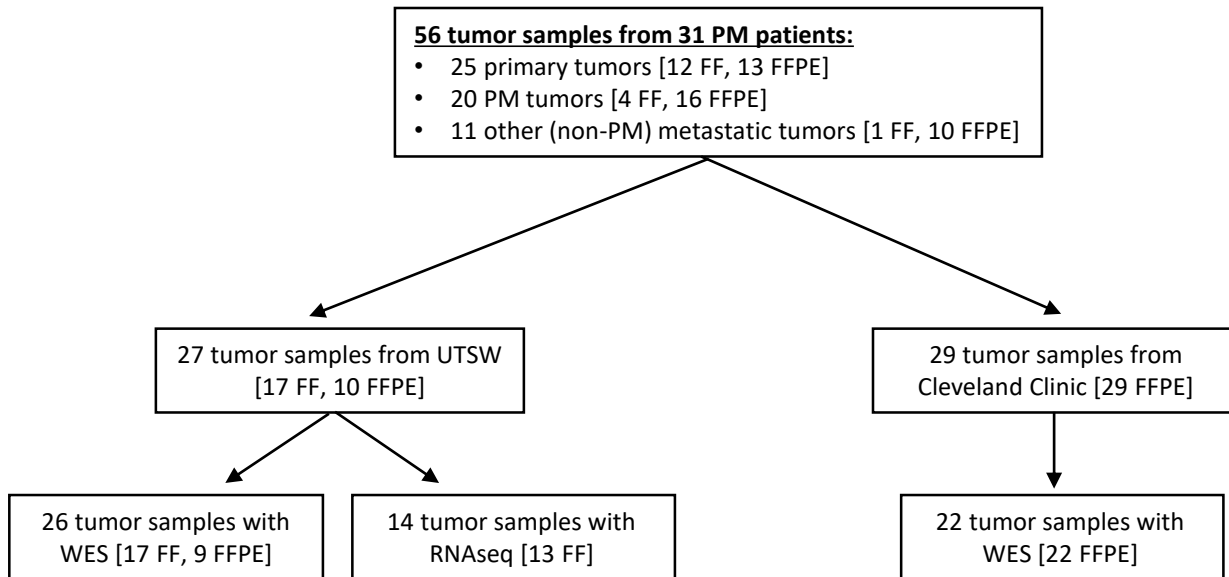 56 tumor samples from 31 PM patients:
• 25 primary tumors [12 FF, 13 FFPE]
• 20 PM tumors [4 FF, 16 FFPE]
• 11 other (non-PM) metastatic tumors [1 FF, 10 FFPE]
27 tumor samples from UTSW
[17 FF, 10 FFPE]
29 tumor samples from
Cleveland Clinic [29 FFPE]
26 tumor samples with
WES [17 FF, 9 FFPE]
14 tumor samples with
RNAseq [13 FF]
22 tumor samples with
WES [22 FFPE]